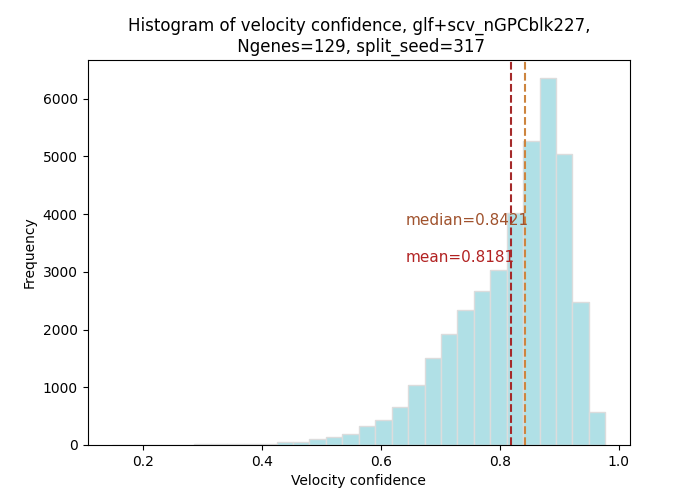 Histogram of velocity confidence, glf+scv_nGPCblk227,
Ngenes=129, split_seed=317
6000
5000
4000
3000
2000
1000
0
Frequency
median=0.8421
mean=0.8181
0.2 0.4 0.6 0.8 1.0
Velocity confidence